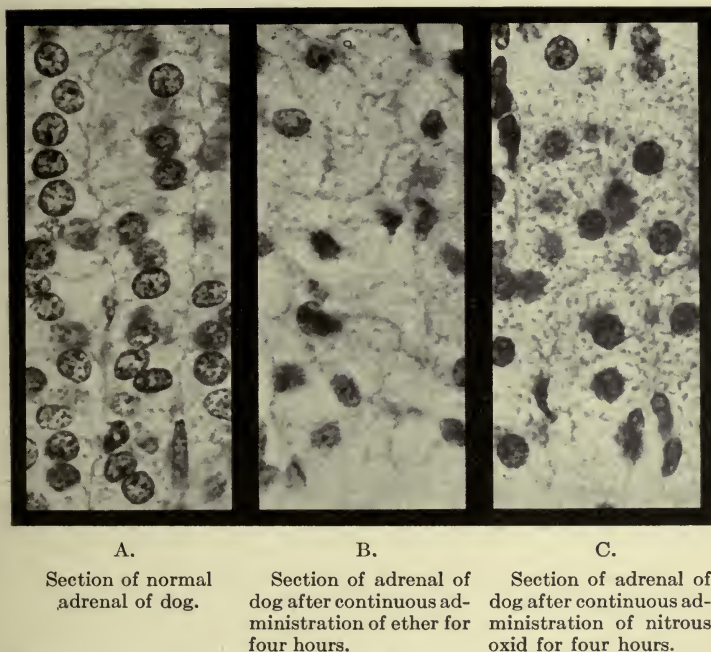 A.
Section of normal
adrenal of dog.
B.
Section of adrenal of
dog after continuous ad-
ministration of ether for
four hours.
C.
Section of adrenal of
dog after continuous ad-
ministration of nitrous
oxid for four hours.